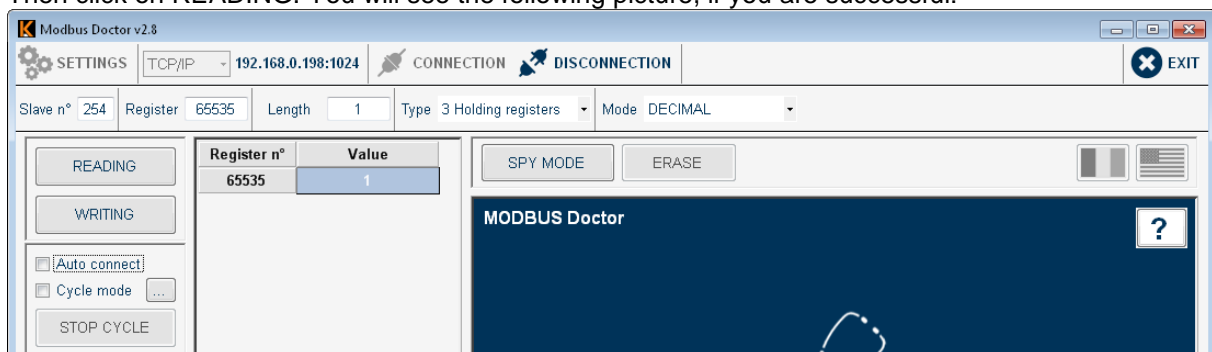 Then click on READING. You will see the following picture, if you are successful.
Modbus Doctor v2.8
SETTINGS TCP/IP 192.168.0.198:1024 CONNECTION DISCONNECTION EXIT
Slave n° 254 Register 65535 Length 1 Type 3 Holding registers Mode DECIMAL
READING
WRITING
Auto connect
Cycle mode ...
STOP CYCLE
Register n° Value
65535 1
SPY MODE ERASE
MODBUS Doctor ?